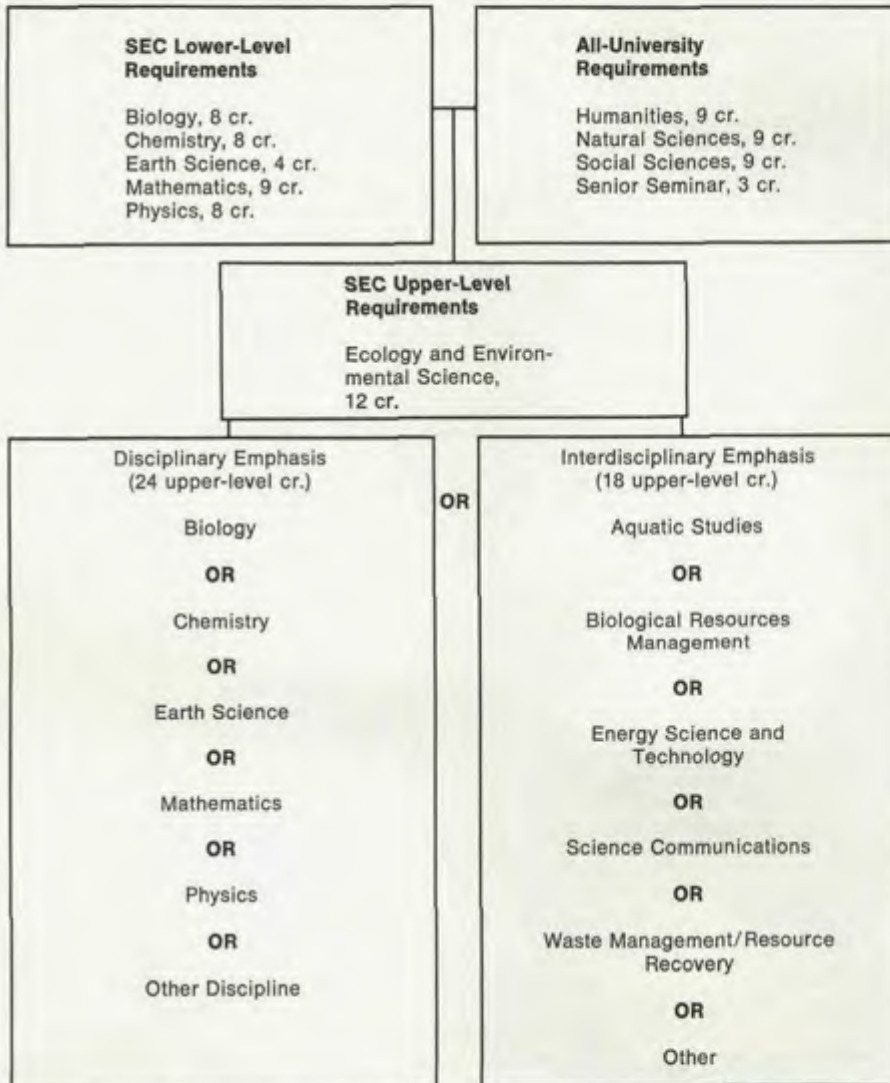 SEC Lower-Level
Requirements
Biology, 8 cr.
Chemistry, 8 cr.
Earth Science, 4 cr.
Mathematics, 9 cr.
Physics, 8 cr.
All-University
Requirements
Humanities, 9 cr.
Natural Sciences, 9 cr.
Social Sciences, 9 cr.
Senior Seminar, 3 cr.
SEC Upper-Level
Requirements
Ecology and Environ-
mental Science,
12 cr.
Disciplinary Emphasis
(24 upper-level cr.)
Biology
OR
Chemistry
OR
Earth Science
OR
Mathematics
OR
Physics
OR
Other Discipline
OR
Interdisciplinary Emphasis
(18 upper-level cr.)
Aquatic Studies
OR
Biological Resources
Management
OR
Energy Science and
Technology
OR
Science Communications
OR
Waste Management/Resource
Recovery
OR
Other